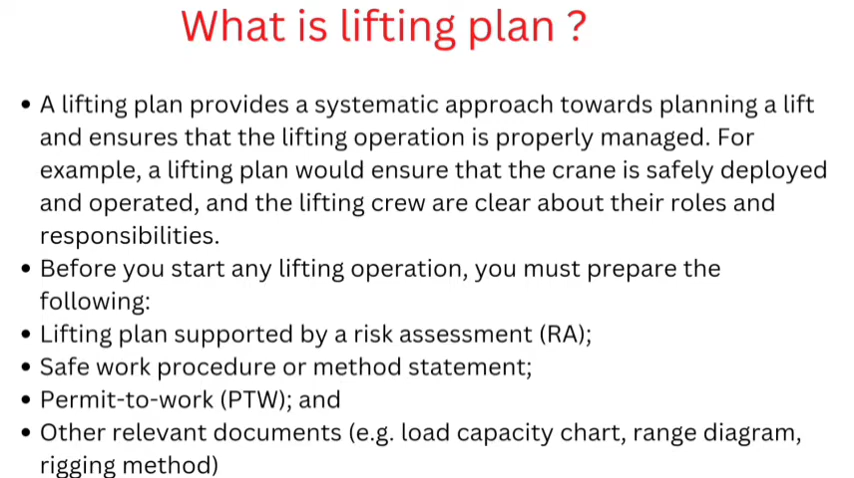 What is lifting plan ?
• A lifting plan provides a systematic approach towards planning a lift
and ensures that the lifting operation is properly managed. For
example, a lifting plan would ensure that the crane is safely deployed
and operated, and the lifting crew are clear about their roles and
responsibilities.
• Before you start any lifting operation, you must prepare the
following:
• Lifting plan supported by a risk assessment (RA);
• Safe work procedure or method statement;
• Permit-to-work (PTW); and
• Other relevant documents (e.g. load capacity chart, range diagram,
rigging method)